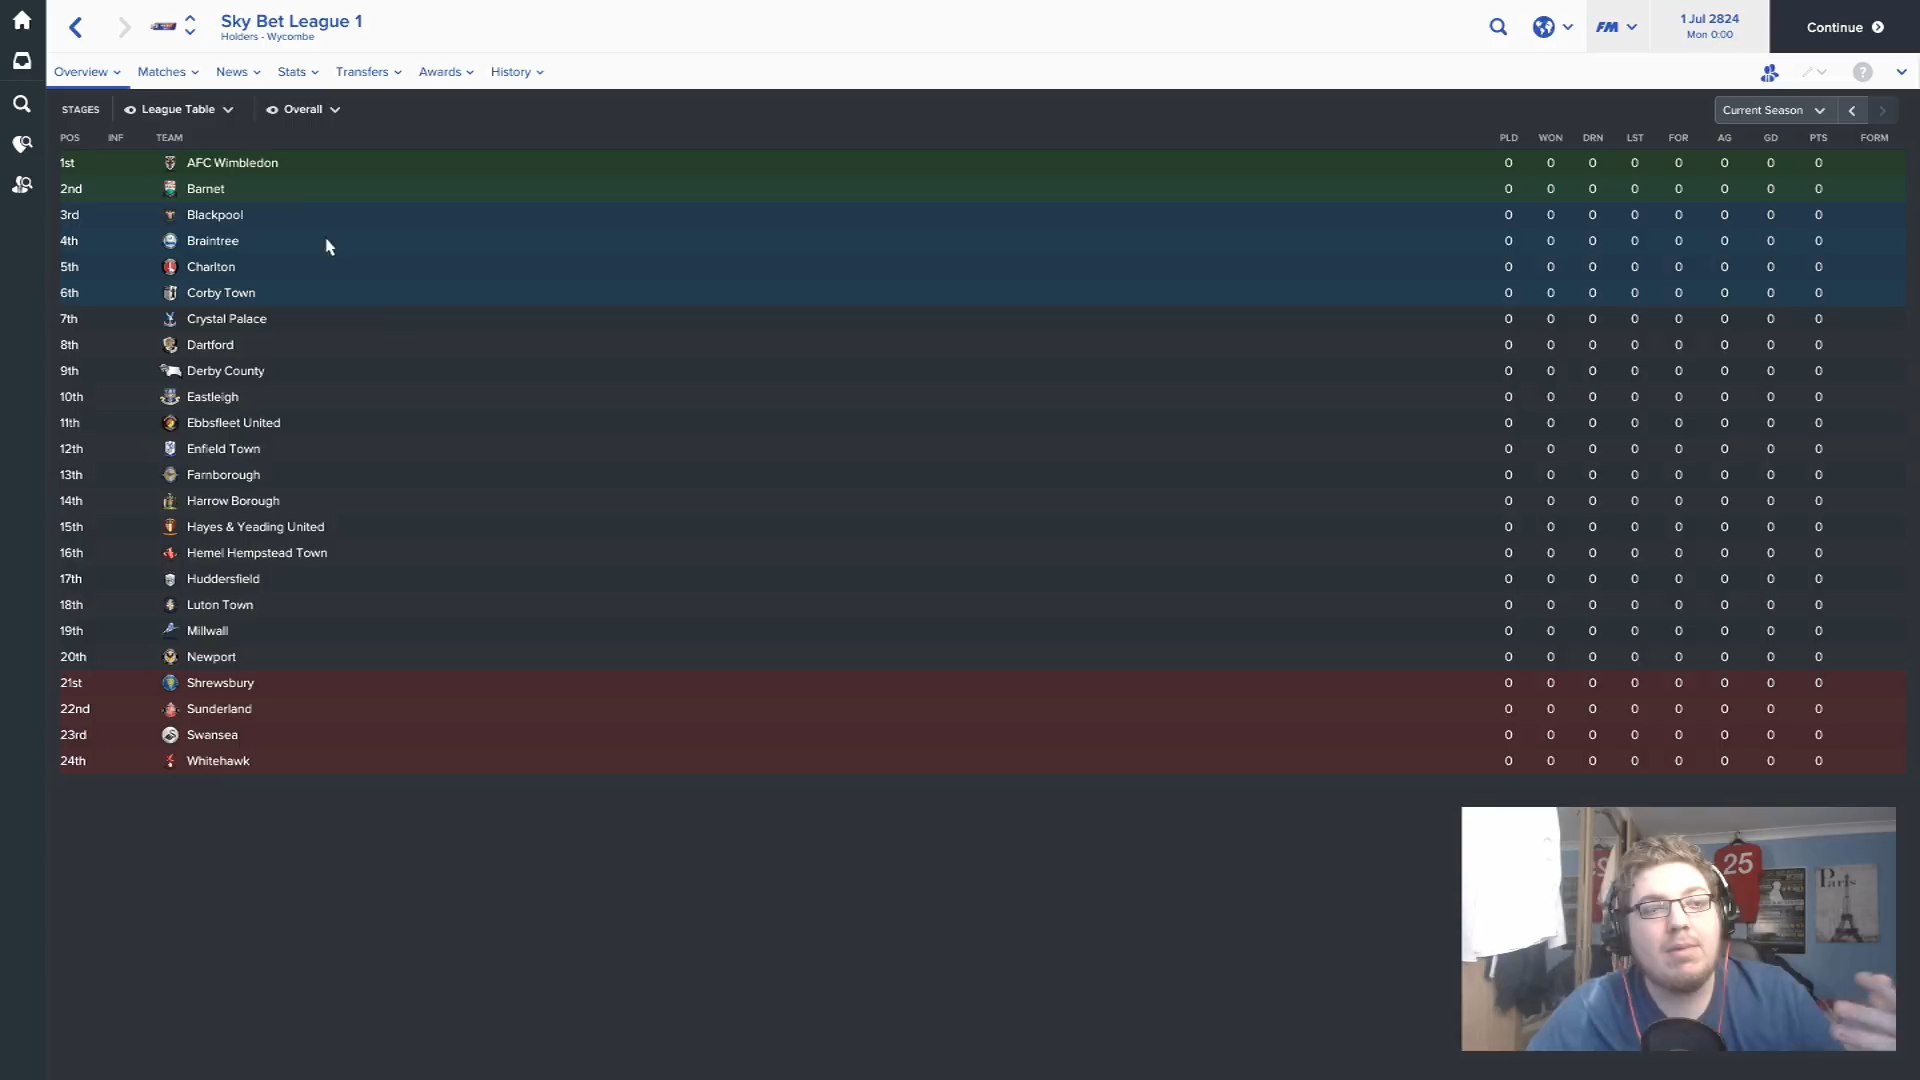 Sky Bet League 1
Holders - Wycombe
FM
1 Jul 2824
Mon 0:00
Continue
Overview Matches News Stats Transfers Awards History
STAGES League Table Overall Current Season
POS INF TEAM PLD WON DRN LST FOR AG GD PTS FORM
1st AFC Wimbledon 0 0 0 0 0 0 0 0
2nd Barnet 0 0 0 0 0 0 0 0
3rd Blackpool 0 0 0 0 0 0 0 0
4th Braintree 0 0 0 0 0 0 0 0
5th Charlton 0 0 0 0 0 0 0 0
6th Corby Town 0 0 0 0 0 0 0 0
7th Crystal Palace 0 0 0 0 0 0 0 0
8th Dartford 0 0 0 0 0 0 0 0
9th Derby County 0 0 0 0 0 0 0 0
10th Eastleigh 0 0 0 0 0 0 0 0
11th Ebbsfleet United 0 0 0 0 0 0 0 0
12th Enfield Town 0 0 0 0 0 0 0 0
13th Farnborough 0 0 0 0 0 0 0 0
14th Harrow Borough 0 0 0 0 0 0 0 0
15th Hayes & Yeading United 0 0 0 0 0 0 0 0
16th Hemel Hempstead Town 0 0 0 0 0 0 0 0
17th Huddersfield 0 0 0 0 0 0 0 0
18th Luton Town 0 0 0 0 0 0 0 0
19th Millwall 0 0 0 0 0 0 0 0
20th Newport 0 0 0 0 0 0 0 0
21st Shrewsbury 0 0 0 0 0 0 0 0
22nd Sunderland 0 0 0 0 0 0 0 0
23rd Swansea 0 0 0 0 0 0 0 0
24th Whitehawk 0 0 0 0 0 0 0 0
25
Paris